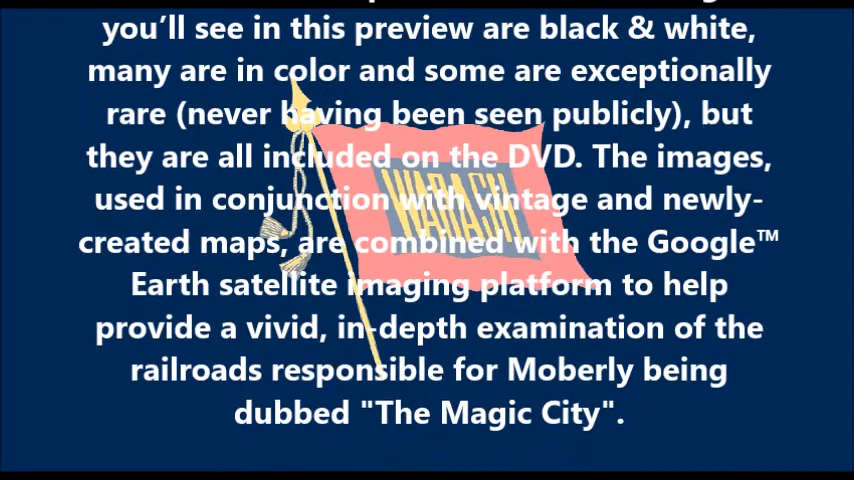 you’ll see in this preview are black & white,
many are in color and some are exceptionally
rare (never having been seen publicly), but
they are all included on the DVD. The images,
used in conjunction with vintage and newly-
created maps, are combined with the Google™
Earth satellite imaging platform to help
provide a vivid, in-depth examination of the
railroads responsible for Moberly being
dubbed "The Magic City".
WABASH